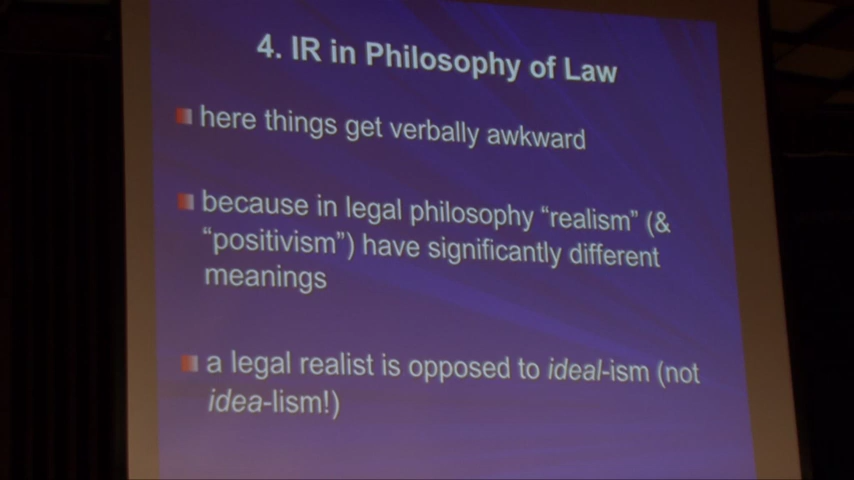 4. IR in Philosophy of Law
here things get verbally awkward
because in legal philosophy “realism” (&
“positivism”) have significantly different
meanings
a legal realist is opposed to ideal-ism (not
idea-lism!)